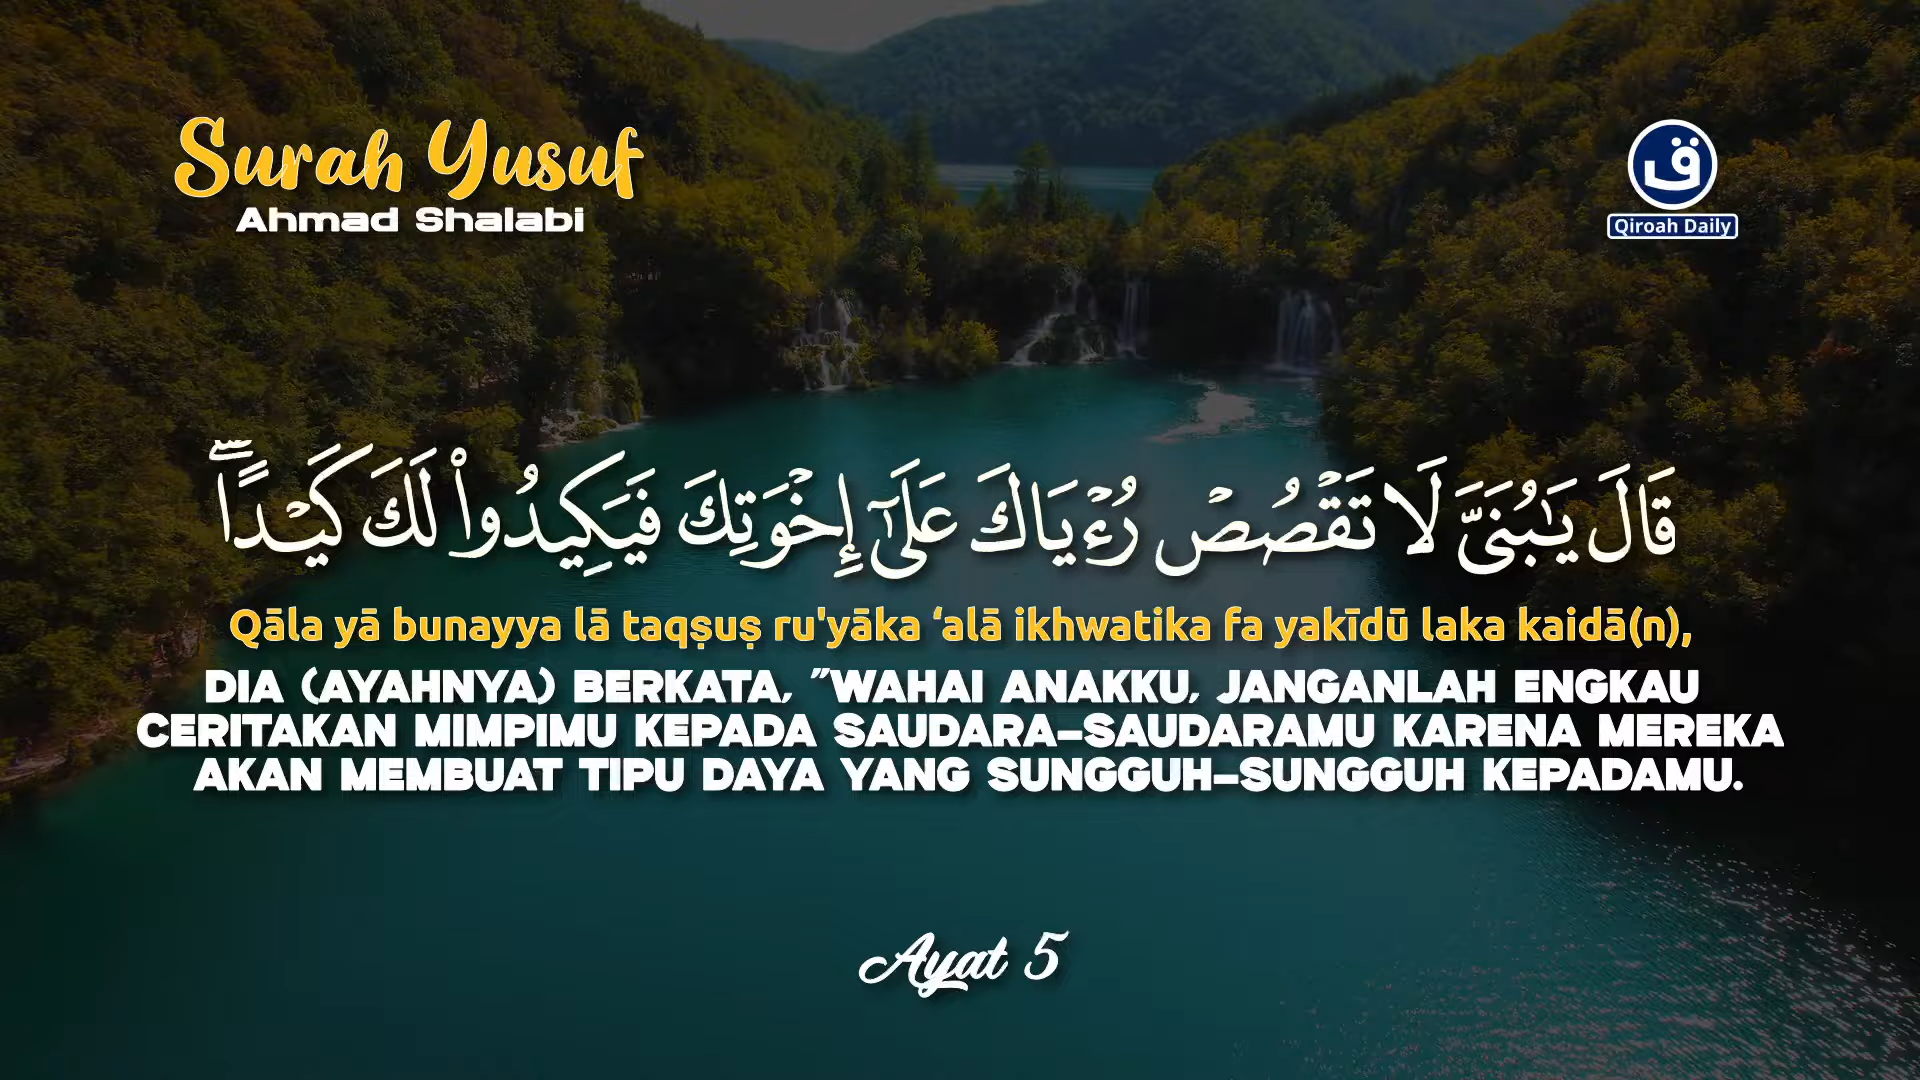 Surah Yusuf
Ahmad Shalabi
ق
Qiroah Daily
قَالَ يَـٰبُنَىَّ لَا تَقْصُصْ رُءْيَاكَ عَلَىٰٓ إِخْوَتِكَ فَيَكِيدُوا۟ لَكَ كَيْدًا ۖ
Qāla yā bunayya lā taqṣuṣ ru'yāka ‘alā ikhwatika fa yakīdū laka kaidā(n),
DIA (AYAHNYA) BERKATA, "WAHAI ANAKKU, JANGANLAH ENGKAU
CERITAKAN MIMPIMU KEPADA SAUDARA-SAUDARAMU KARENA MEREKA
AKAN MEMBUAT TIPU DAYA YANG SUNGGUH-SUNGGUH KEPADAMU.
Ayat 5